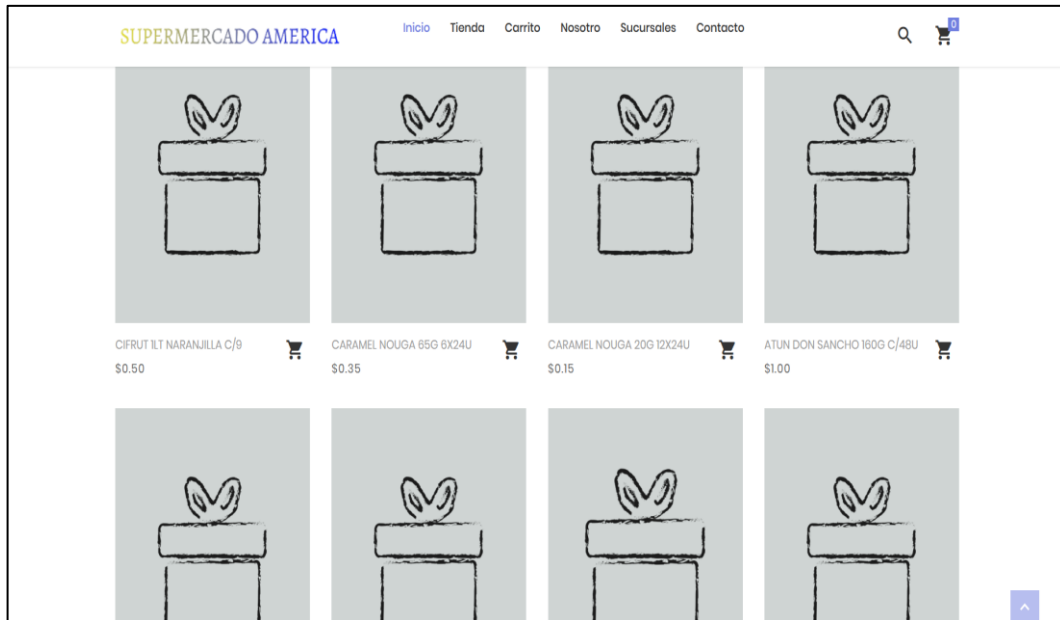 SUPERMERCADO AMERICA
Inicio Tienda Carrito Nosotro Sucursales Contacto
0
CIFRUT 1LT NARANJILLA C/9
$0.50
CARAMEL NOUGA 65G 6X24U
$0.35
CARAMEL NOUGA 20G 12X24U
$0.15
ATUN DON SANCHO 160G C/48U
$1.00